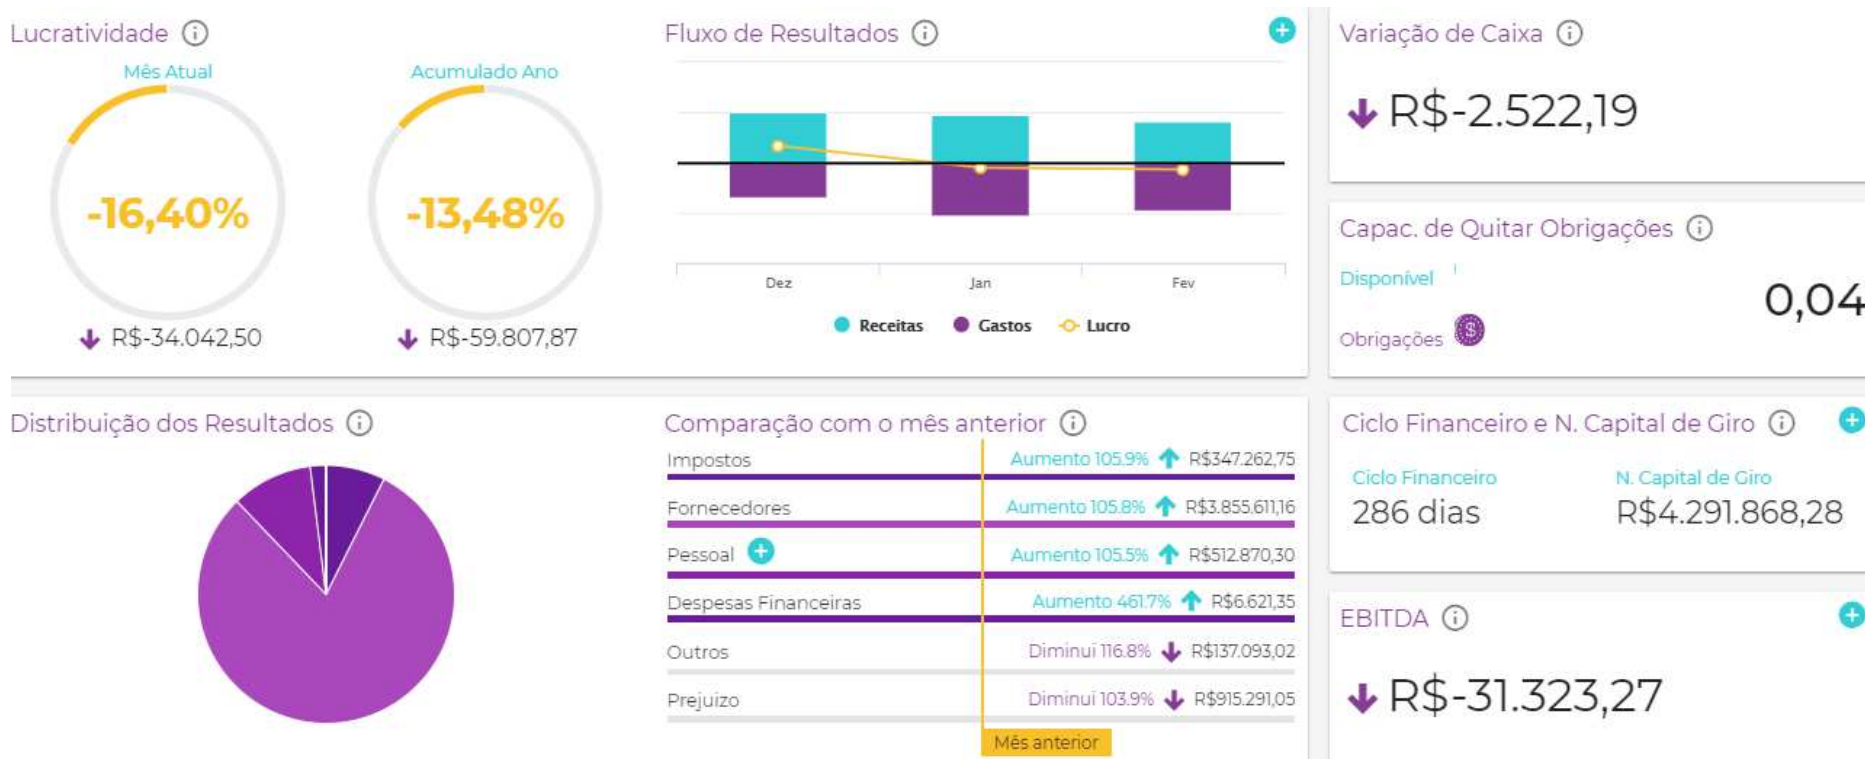 Lucratividade
Mês Atual
Acumulado Ano
-16,40%
-13,48%
R$-34.042,50
R$-59.807,87
Fluxo de Resultados
Dez
Jan
Fev
Receitas
Gastos
Lucro
Variação de Caixa
R$-2.522,19
Capac. de Quitar Obrigações
Disponível
0,04
Obrigações
Distribuição dos Resultados
Comparação com o mês anterior
Impostos Aumento 105.9% R$347.262,75
Fornecedores Aumento 105.8% R$3.855.611,16
Pessoal Aumento 105.5% R$512.870,30
Despesas Financeiras Aumento 461.7% R$6.621,35
Outros Diminui 116.8% R$137.093,02
Prejuizo Diminui 103.9% R$915.291,05
Mês anterior
Ciclo Financeiro e N. Capital de Giro
Ciclo Financeiro
N. Capital de Giro
286 dias
R$4.291.868,28
EBITDA
R$-31.323,27